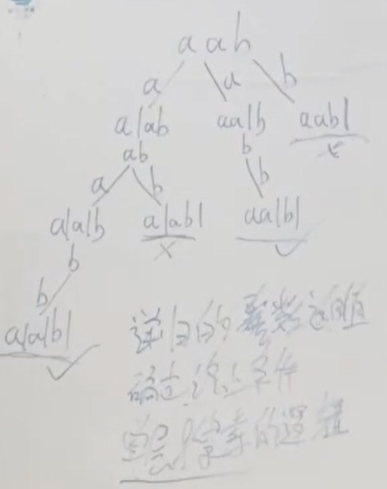 aab
a a b
a|ab aa|b aab|
ab b ×
a b b
a|a|b a|ab| aa|b|
b × ✓
b
a|a|b|
✓
递归的参数返回值
确定终止条件
单层搜索的逻辑